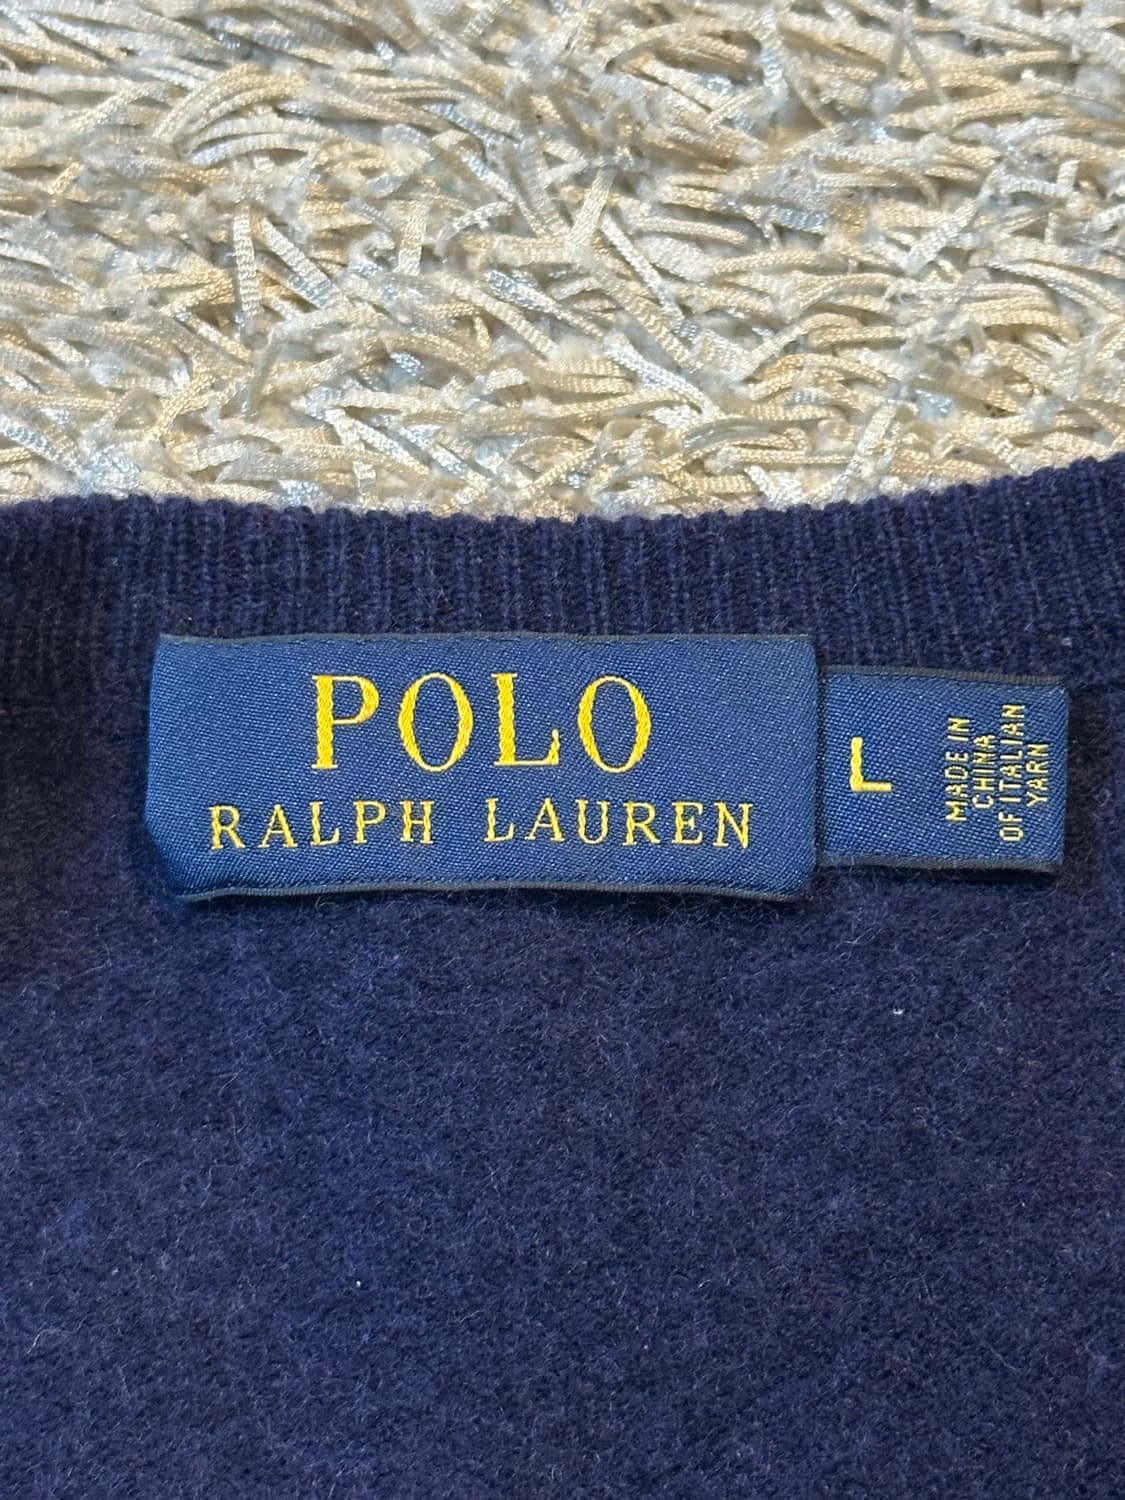 POLO
RALPH LAUREN
L
MADE IN
CHINA
OF ITALIAN
YARN